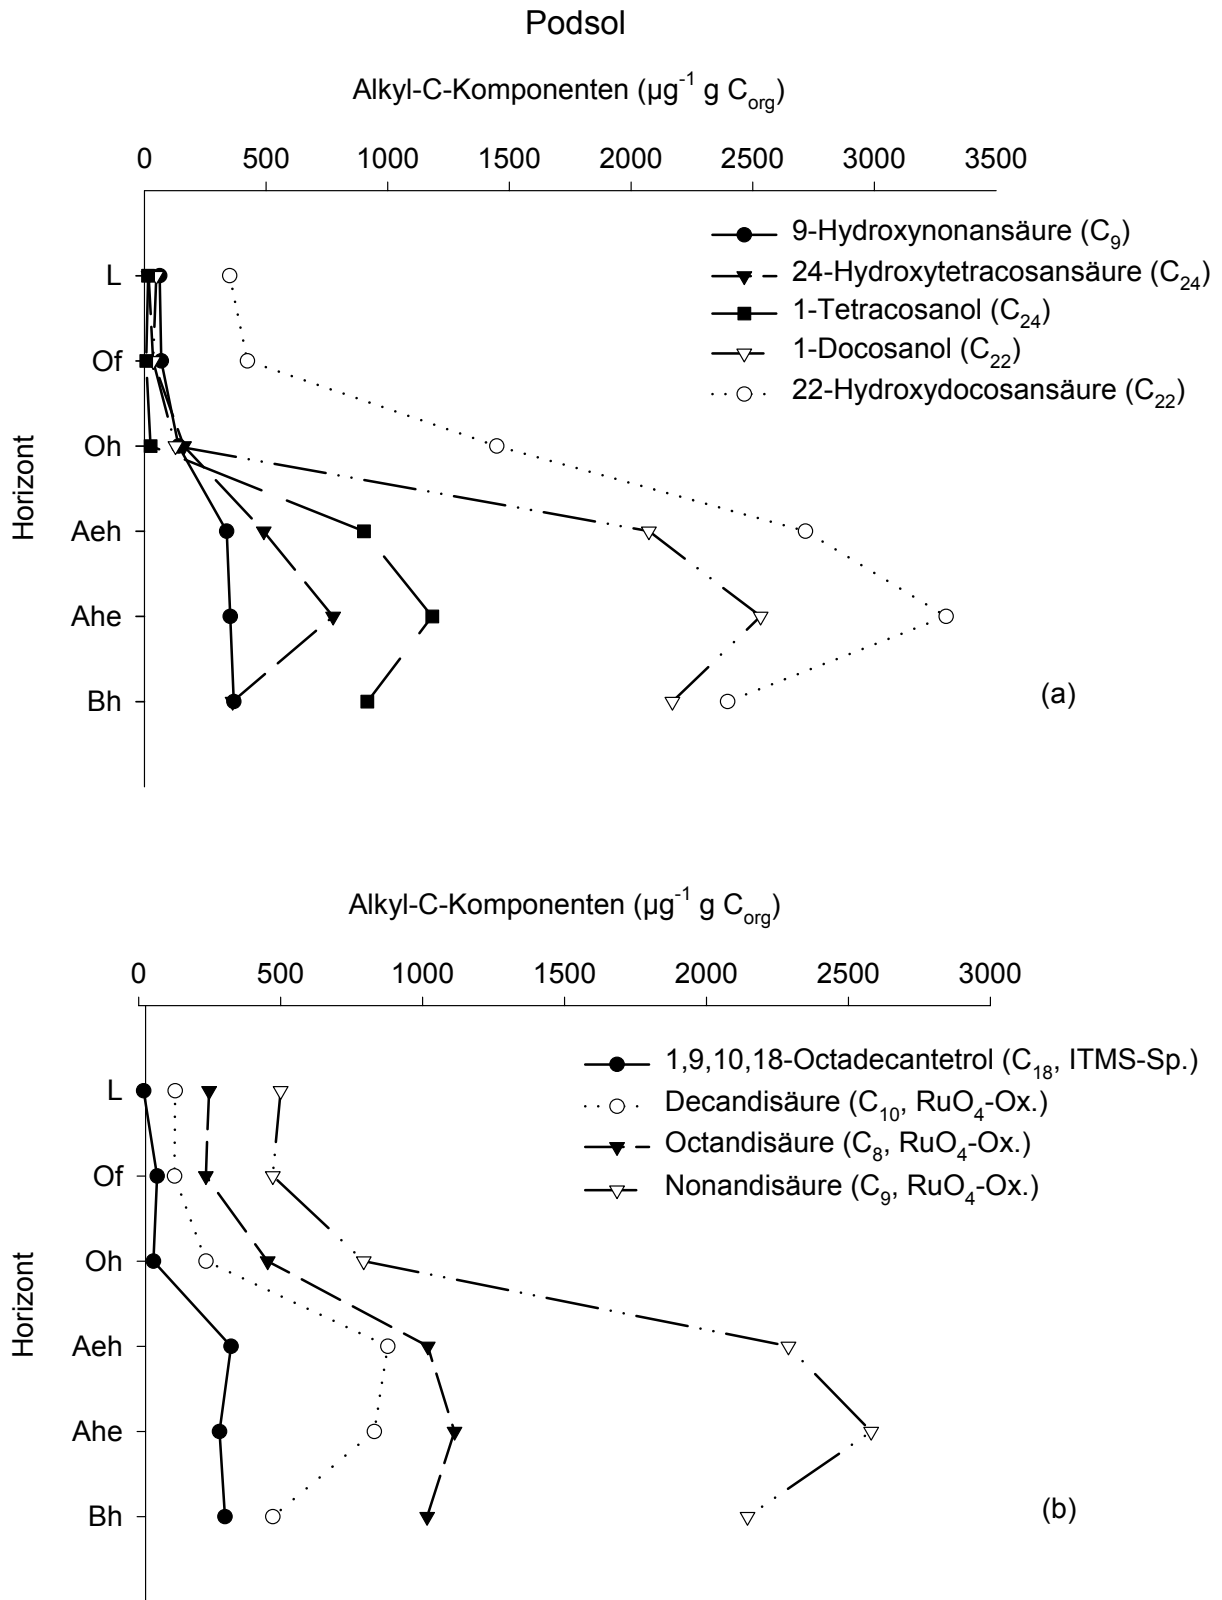 Podsol
Alkyl-C-Komponenten (µg⁻¹ g C_org)
0 500 1000 1500 2000 2500 3000 3500
9-Hydroxynonansäure (C₉)
24-Hydroxytetracosansäure (C₂₄)
1-Tetracosanol (C₂₄)
1-Docosanol (C₂₂)
22-Hydroxydocosansäure (C₂₂)
Horizont
L
Of
Oh
Aeh
Ahe
Bh
(a)
Alkyl-C-Komponenten (µg⁻¹ g C_org)
0 500 1000 1500 2000 2500 3000
1,9,10,18-Octadecantetrol (C₁₈, ITMS-Sp.)
Decandisäure (C₁₀, RuO₄-Ox.)
Octandisäure (C₈, RuO₄-Ox.)
Nonandisäure (C₉, RuO₄-Ox.)
Horizont
L
Of
Oh
Aeh
Ahe
Bh
(b)